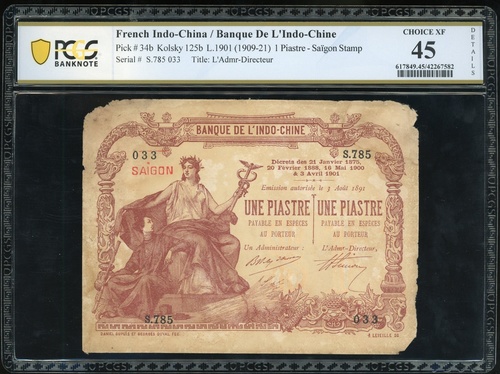 French Indo-China / Banque De L'Indo-Chine
Pick # 34b Kolsky 125b L.1901 (1909-21) 1 Piastre - Saïgon Stamp
Serial # S.785 033 Title: L'Admr-Directeur
PCGS
BANKNOTE
CHOICE XF
45
DETAILS
617849.45/42267582
BANQUE DE L'INDO-CHINE
033
S.785
SAIGON
Décrets des 21 Janvier 1875,
20 Février 1888, 16 Mai 1900
& 3 Avril 1901
Emission autorisée le 3 Août 1891
UNE PIASTRE
PAYABLE EN ESPÈCES
AU PORTEUR
Un Administrateur :
UNE PIASTRE
PAYABLE EN ESPÈCES
AU PORTEUR
L'Admr-Directeur,
S.785
033